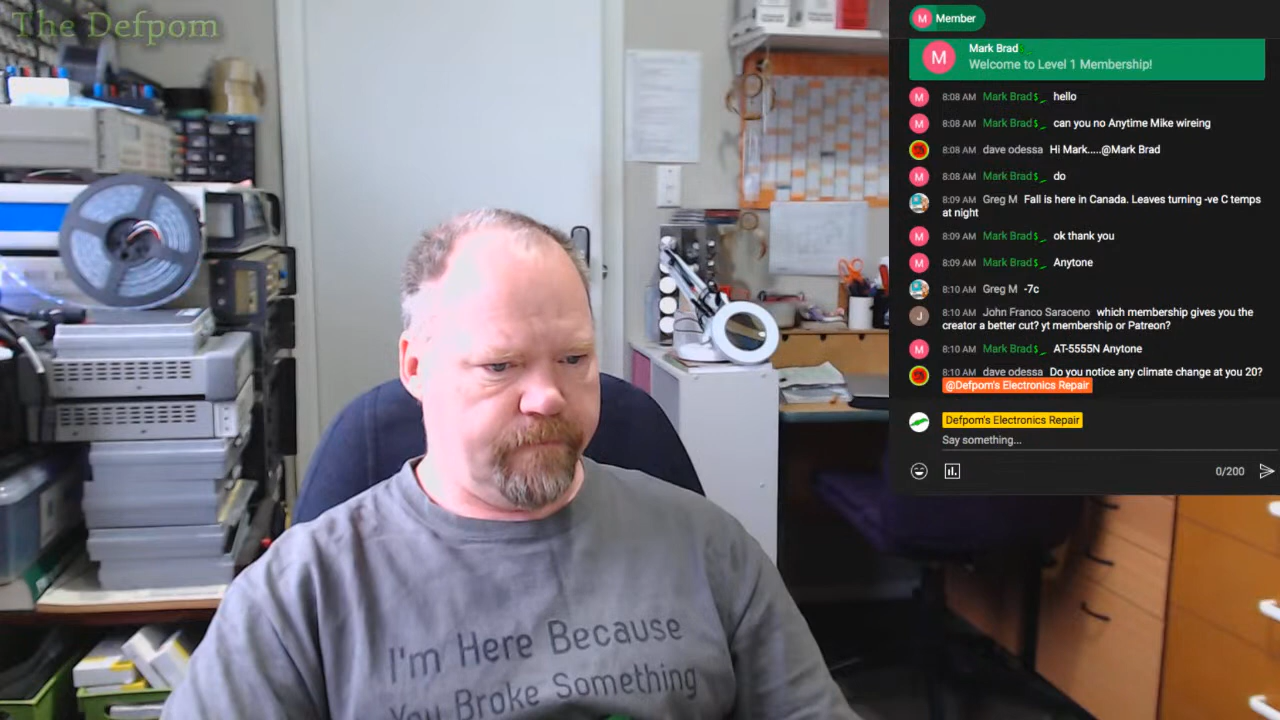 The Defpom
M Member
M Mark Brad
Welcome to Level 1 Membership!
M 8:08 AM Mark Brad$ hello
M 8:08 AM Mark Brad$ can you no Anytime Mike wireing
8:08 AM dave odessa Hi Mark.....@Mark Brad
M 8:08 AM Mark Brad$ do
8:09 AM Greg M Fall is here in Canada. Leaves turning -ve C temps
at night
M 8:09 AM Mark Brad$ ok thank you
M 8:09 AM Mark Brad$ Anytone
8:10 AM Greg M -7c
J 8:10 AM John Franco Saraceno which membership gives you the
creator a better cut? yt membership or Patreon?
M 8:10 AM Mark Brad$ AT-5555N Anytone
8:10 AM dave odessa Do you notice any climate change at you 20?
@Defpom's Electronics Repair
Defpom's Electronics Repair
Say something...
0/200
I'm Here Because
You Broke Something